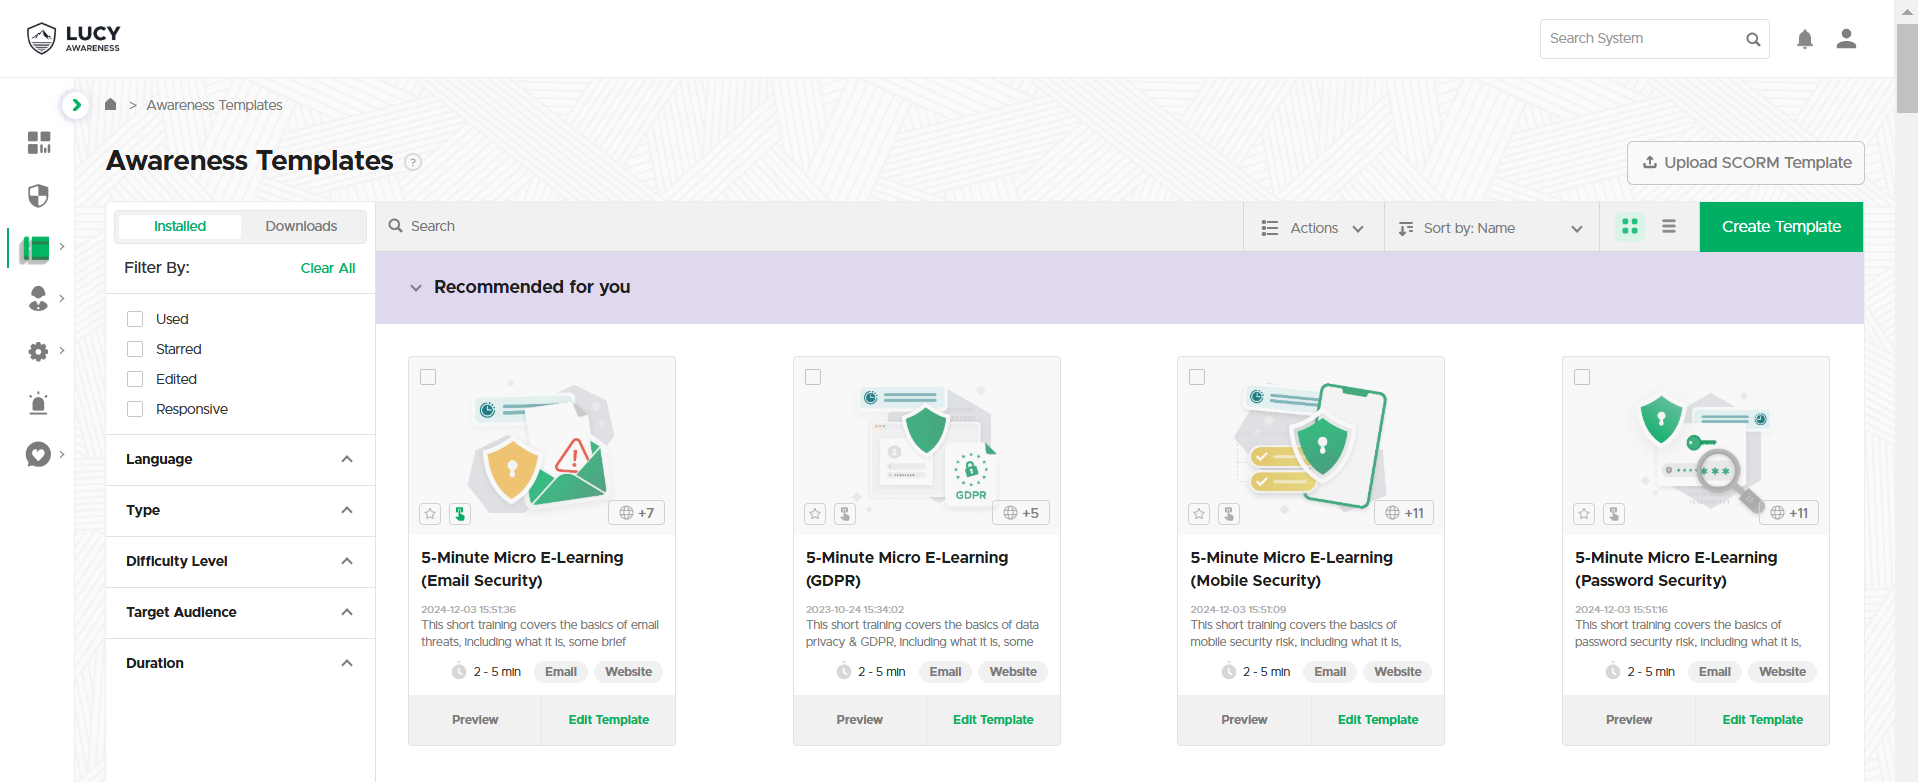 LUCY
AWARENESS
Search System
> Awareness Templates
Awareness Templates ?
Upload SCORM Template
Installed
Downloads
Search
Actions
Sort by: Name
Create Template
Filter By:
Clear All
Recommended for you
Used
Starred
Edited
Responsive
Language
Type
Difficulty Level
Target Audience
Duration
+7
5-Minute Micro E-Learning
(Email Security)
2024-12-03 15:51:36
This short training covers the basics of email
threats, including what it is, some brief
2 - 5 min
Email
Website
Preview
Edit Template
GDPR
+5
5-Minute Micro E-Learning
(GDPR)
2023-10-24 15:34:02
This short training covers the basics of data
privacy & GDPR, including what it is, some
2 - 5 min
Email
Website
Preview
Edit Template
+11
5-Minute Micro E-Learning
(Mobile Security)
2024-12-03 15:51:09
This short training covers the basics of
mobile security risk, including what it is,
2 - 5 min
Email
Website
Preview
Edit Template
***
+11
5-Minute Micro E-Learning
(Password Security)
2024-12-03 15:51:16
This short training covers the basics of
password security risk, including what it is,
2 - 5 min
Email
Website
Preview
Edit Template